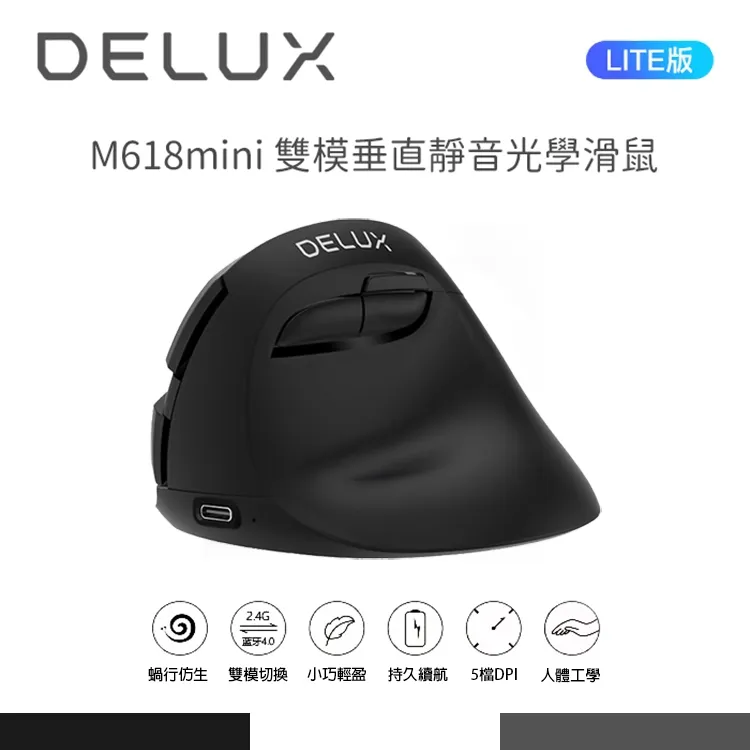 DELUX
LITE版
M618mini 雙模垂直靜音光學滑鼠
DELUX
2.4G
蓝牙4.0
蝸行仿生
雙模切換
小巧輕盈
持久續航
5檔DPI
人體工學